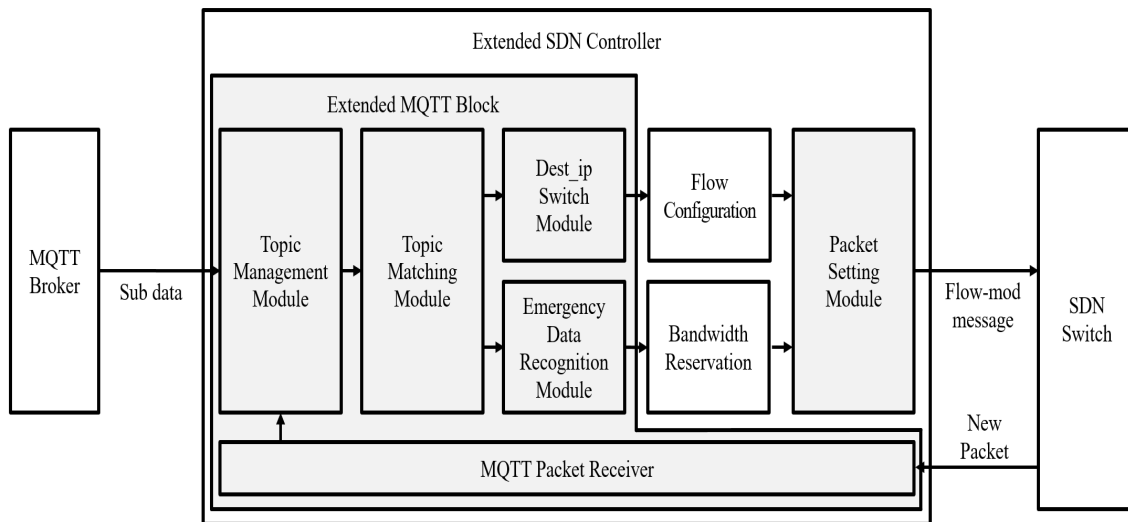 Extended SDN Controller
Extended MQTT Block
MQTT
Broker
Sub data
Topic
Management
Module
Topic
Matching
Module
Dest_ip
Switch
Module
Emergency
Data
Recognition
Module
Flow
Configuration
Bandwidth
Reservation
Packet
Setting
Module
Flow-mod
message
SDN
Switch
New
Packet
MQTT Packet Receiver